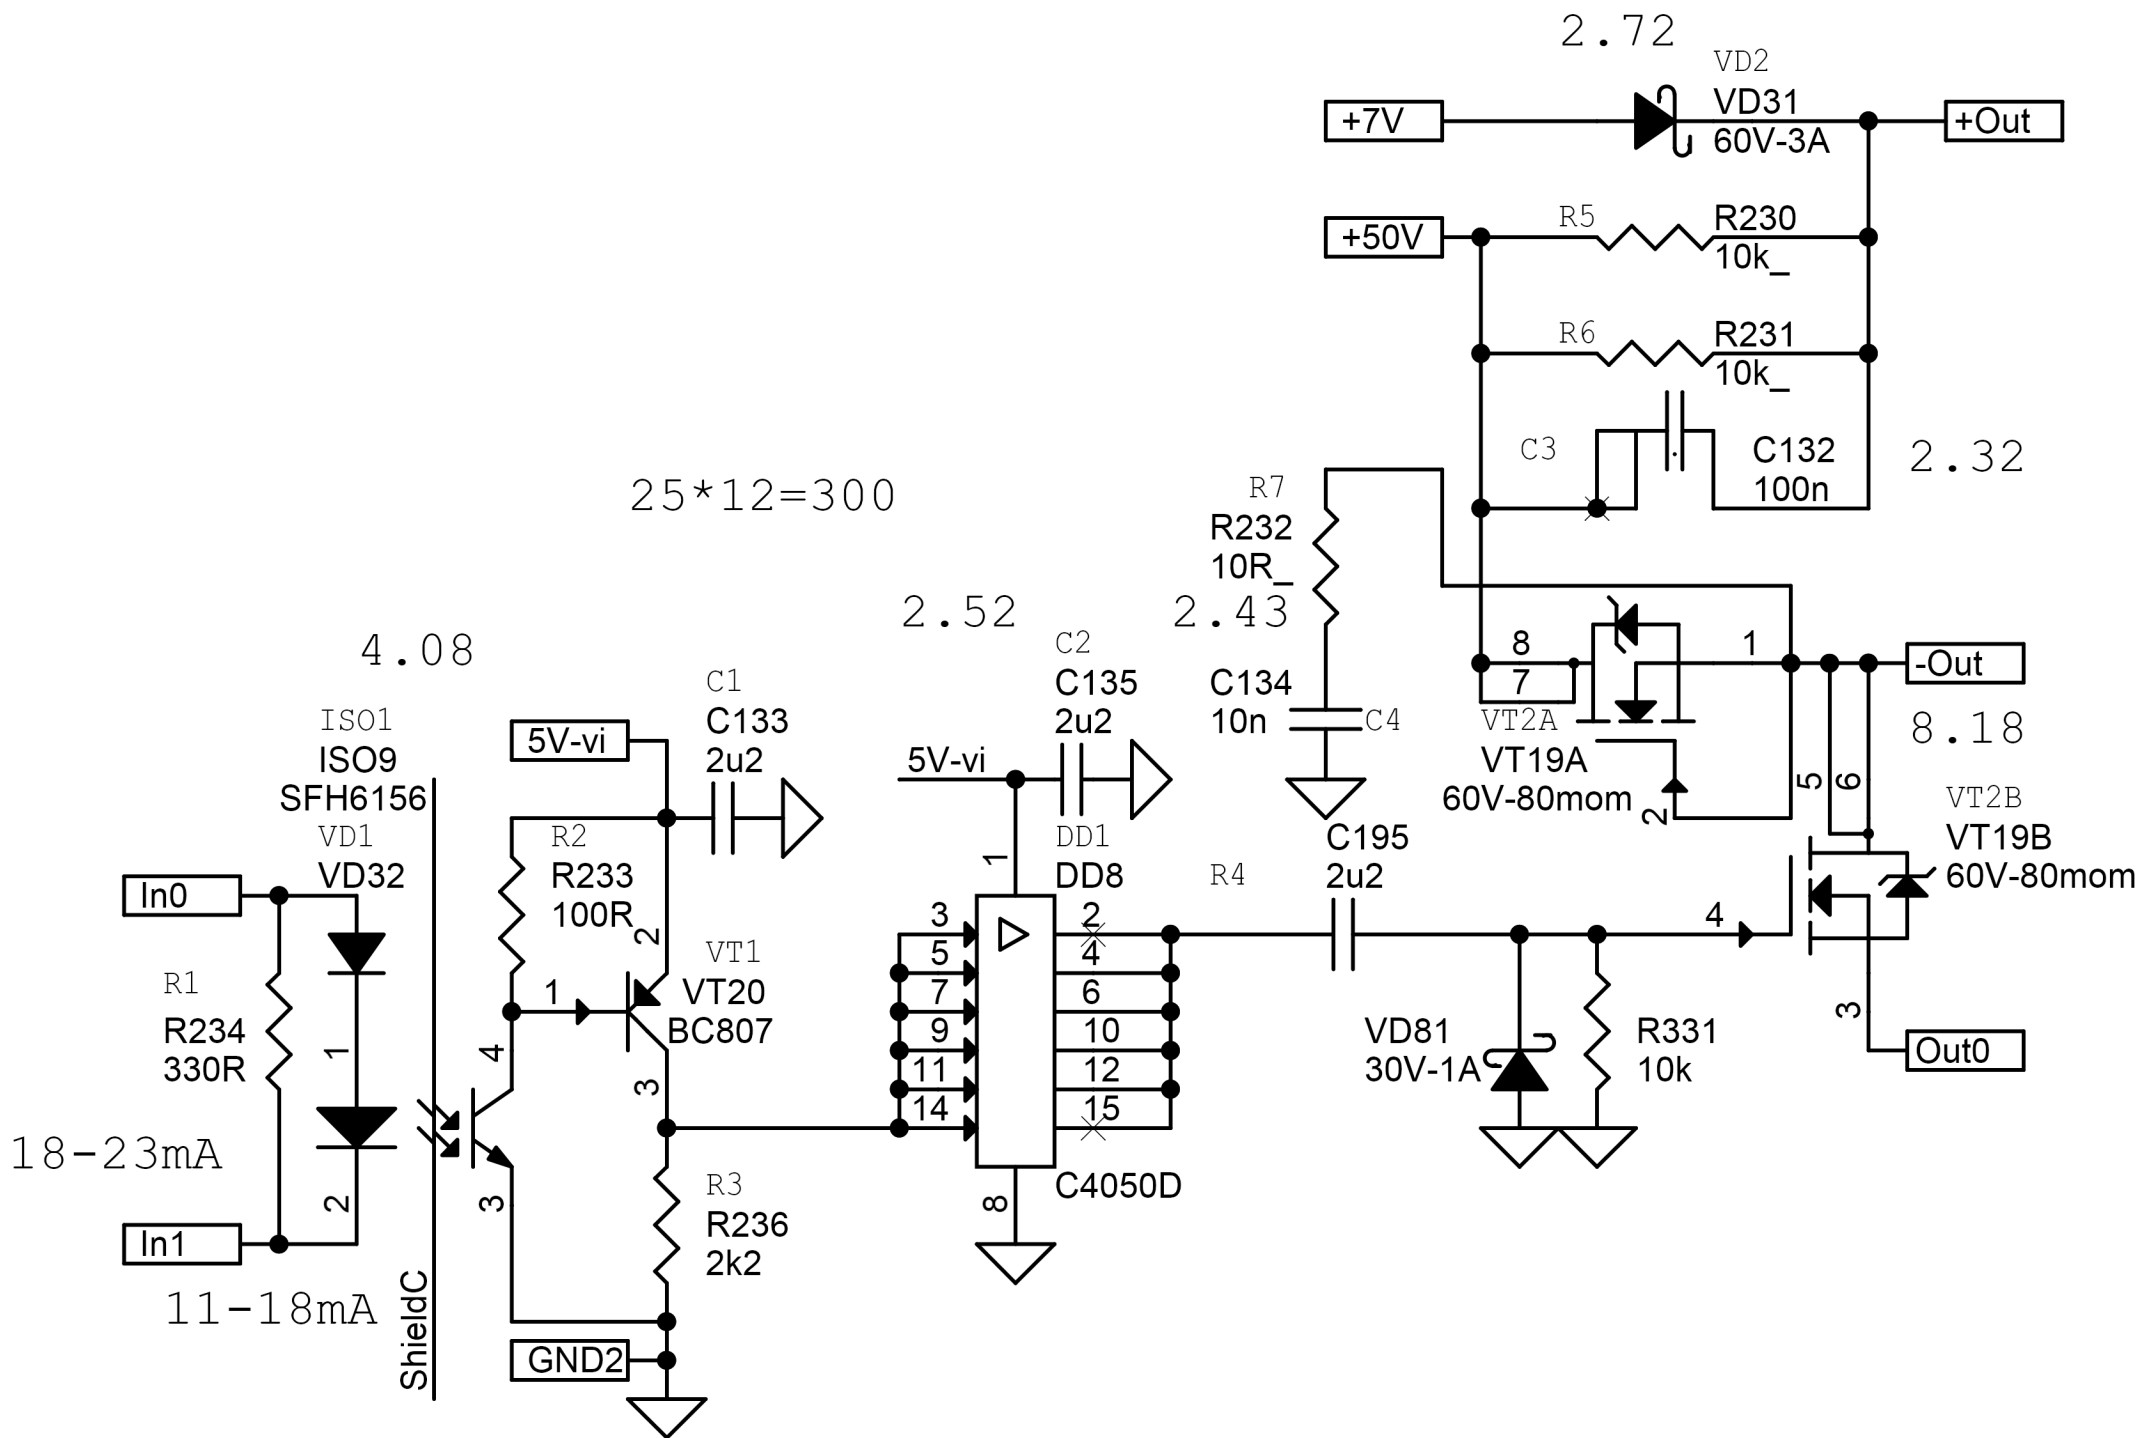 2.72
VD2
VD31
60V-3A
+7V
+Out
R5
R230
10k_
+50V
R6
R231
10k_
C3
C132
100n
2.32
25*12=300
R7
R232
10R_
2.52
2.43
4.08
C2
C135
2u2
C134
10n
C4
8
7
1
VT2A
VT19A
60V-80mom
2
-Out
8.18
5
6
VT2B
VT19B
60V-80mom
C1
C133
2u2
ISO1
ISO9
SFH6156
VD1
VD32
5V-vi
5V-vi
R2
R233
100R
2
1
DD1
DD8
R4
C195
2u2
In0
R1
R234
330R
1
2
In1
18-23mA
11-18mA
ShieldC
4
3
1
VT1
VT20
BC807
3
3
5
7
9
11
14
2
4
6
10
12
15
8
C4050D
4
3
Out0
VD81
30V-1A
R331
10k
R3
R236
2k2
GND2